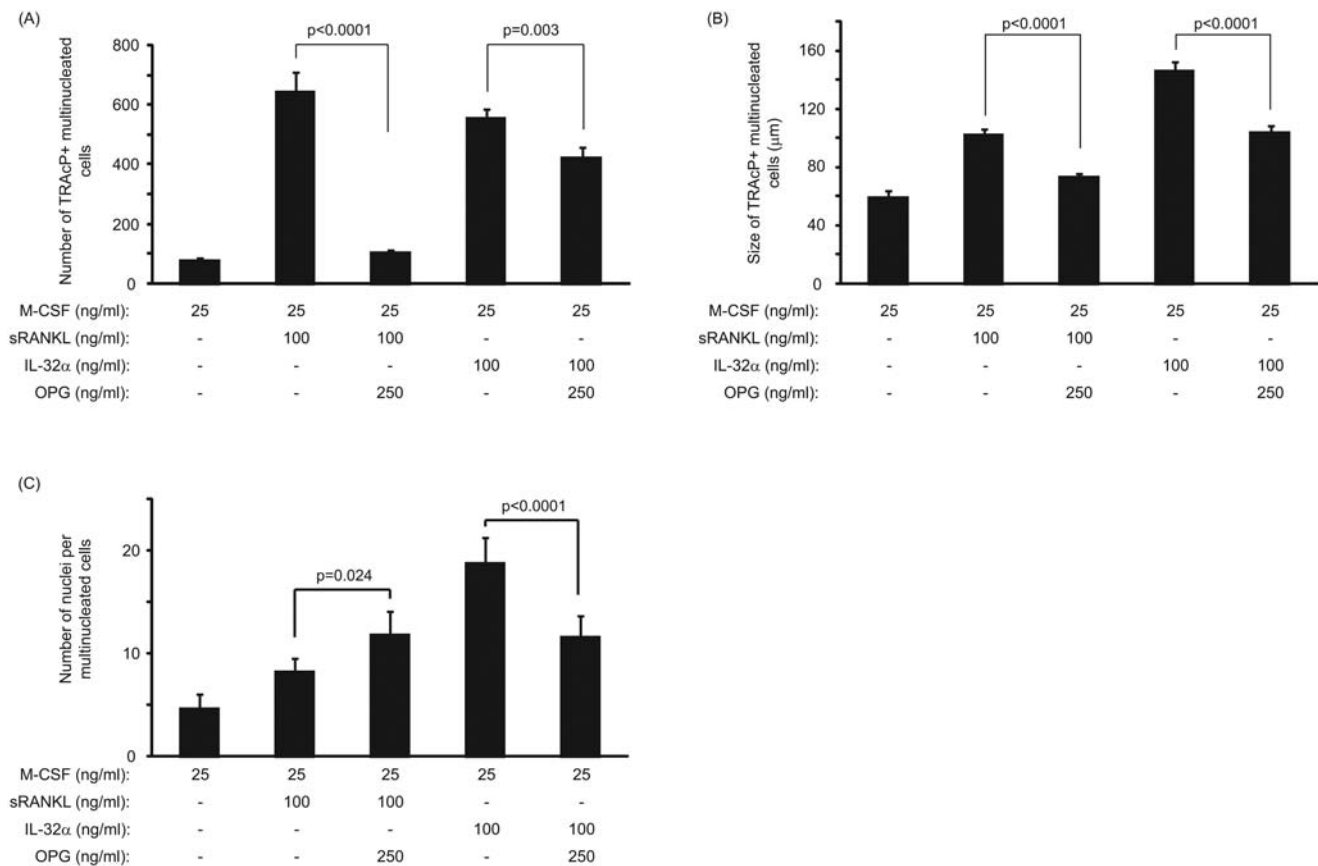 (A)
p<0.0001
p=0.003
800
600
400
200
0
Number of TRAcP+ multinucleated
cells
M-CSF (ng/ml): 25 25 25 25 25
sRANKL (ng/ml): - 100 100 - -
IL-32α (ng/ml): - - - 100 100
OPG (ng/ml): - - 250 - 250
(B)
p<0.0001
p<0.0001
160
120
80
40
0
Size of TRAcP+ multinucleated
cells (μm)
M-CSF (ng/ml): 25 25 25 25 25
sRANKL (ng/ml): - 100 100 - -
IL-32α (ng/ml): - - - 100 100
OPG (ng/ml): - - 250 - 250
(C)
p=0.024
p<0.0001
20
10
0
Number of nuclei per
multinucleated cells
M-CSF (ng/ml): 25 25 25 25 25
sRANKL (ng/ml): - 100 100 - -
IL-32α (ng/ml): - - - 100 100
OPG (ng/ml): - - 250 - 250